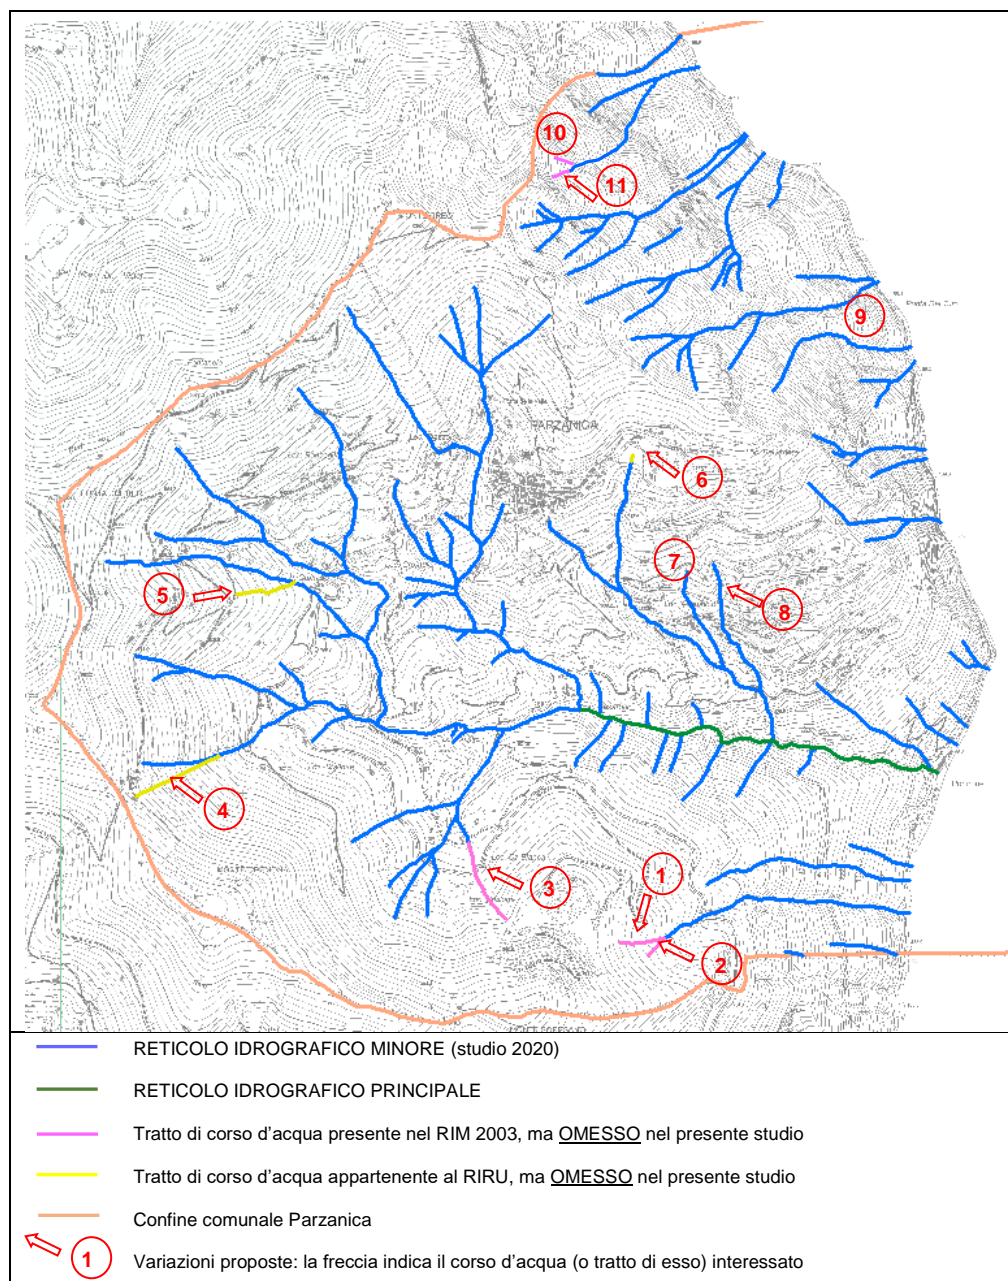 10
11
9
PARZANICA
6
7
5
8
4
3
1
2
RETICOLO IDROGRAFICO MINORE (studio 2020)
RETICOLO IDROGRAFICO PRINCIPALE
Tratto di corso d'acqua presente nel RIM 2003, ma OMESSO nel presente studio
Tratto di corso d'acqua appartenente al RIRU, ma OMESSO nel presente studio
Confine comunale Parzanica
1 Variazioni proposte: la freccia indica il corso d'acqua (o tratto di esso) interessato